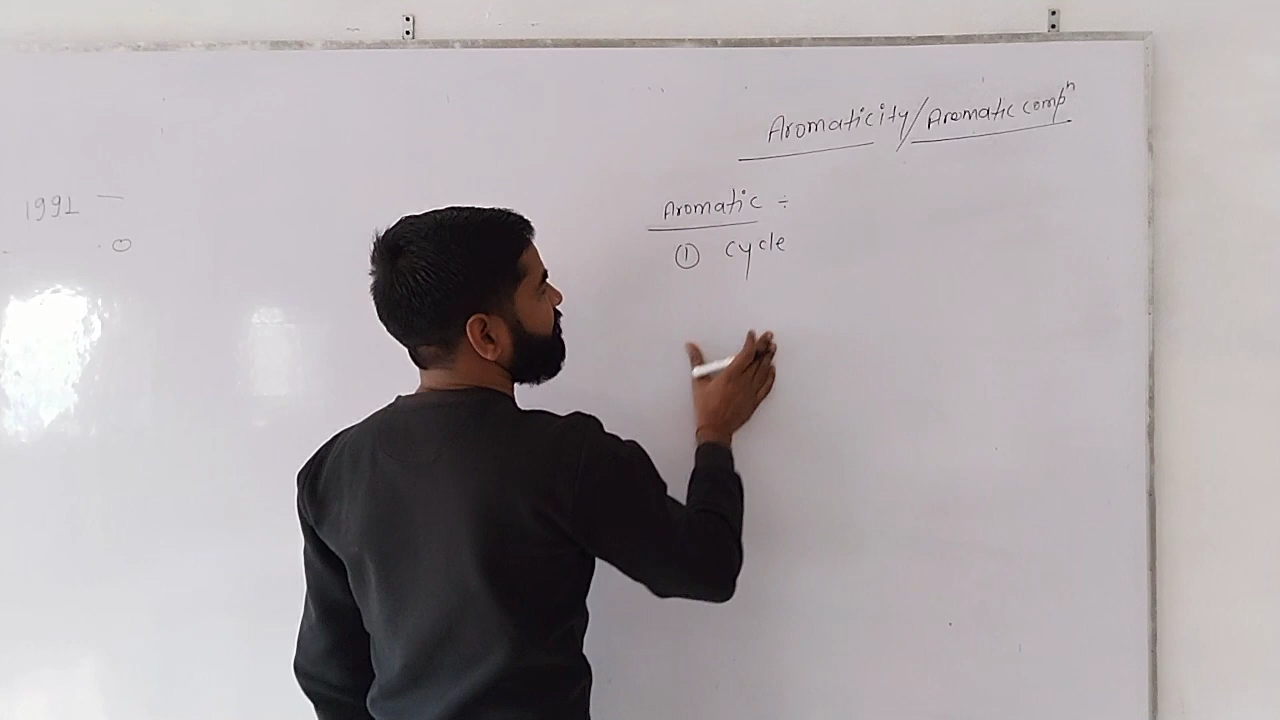 Aromaticity/Aromatic compn
1991 —
Aromatic ÷
① cycle